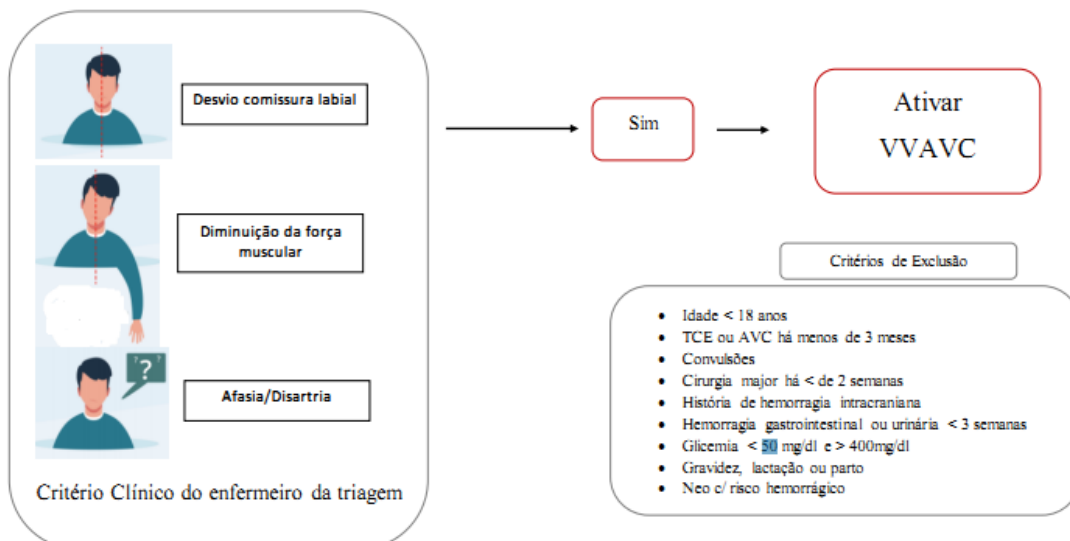 Desvio comissura labial
Diminuição da força
muscular
? ? ?
Afasia/Disartria
Critério Clínico do enfermeiro da triagem
Sim
Ativar
VVAVC
Critérios de Exclusão
• Idade < 18 anos
• TCE ou AVC há menos de 3 meses
• Convulsões
• Cirurgia major há < de 2 semanas
• História de hemorragia intracraniana
• Hemorragia gastrointestinal ou urinária < 3 semanas
• Glicemia < 50 mg/dl e > 400mg/dl
• Gravidez, lactação ou parto
• Neo c/ risco hemorrágico